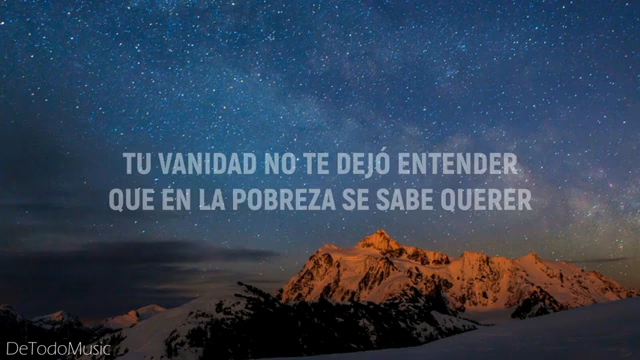 TU VANIDAD NO TE DEJÓ ENTENDER
QUE EN LA POBREZA SE SABE QUERER
DeTodoMusic